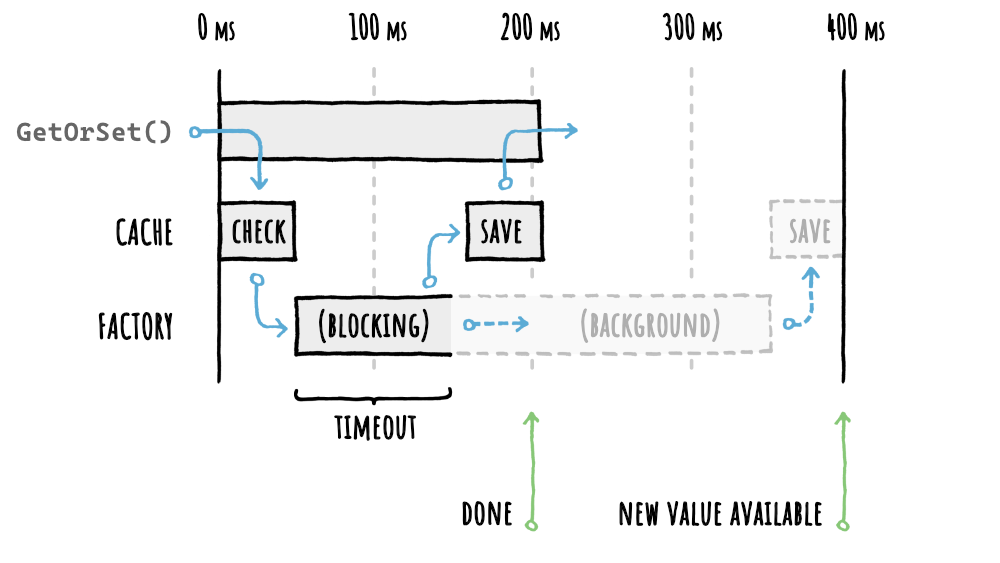 0 MS 100 MS 200 MS 300 MS 400 MS
GetOrSet()
CACHE CHECK SAVE SAVE
FACTORY (BLOCKING) (BACKGROUND)
TIMEOUT
DONE NEW VALUE AVAILABLE